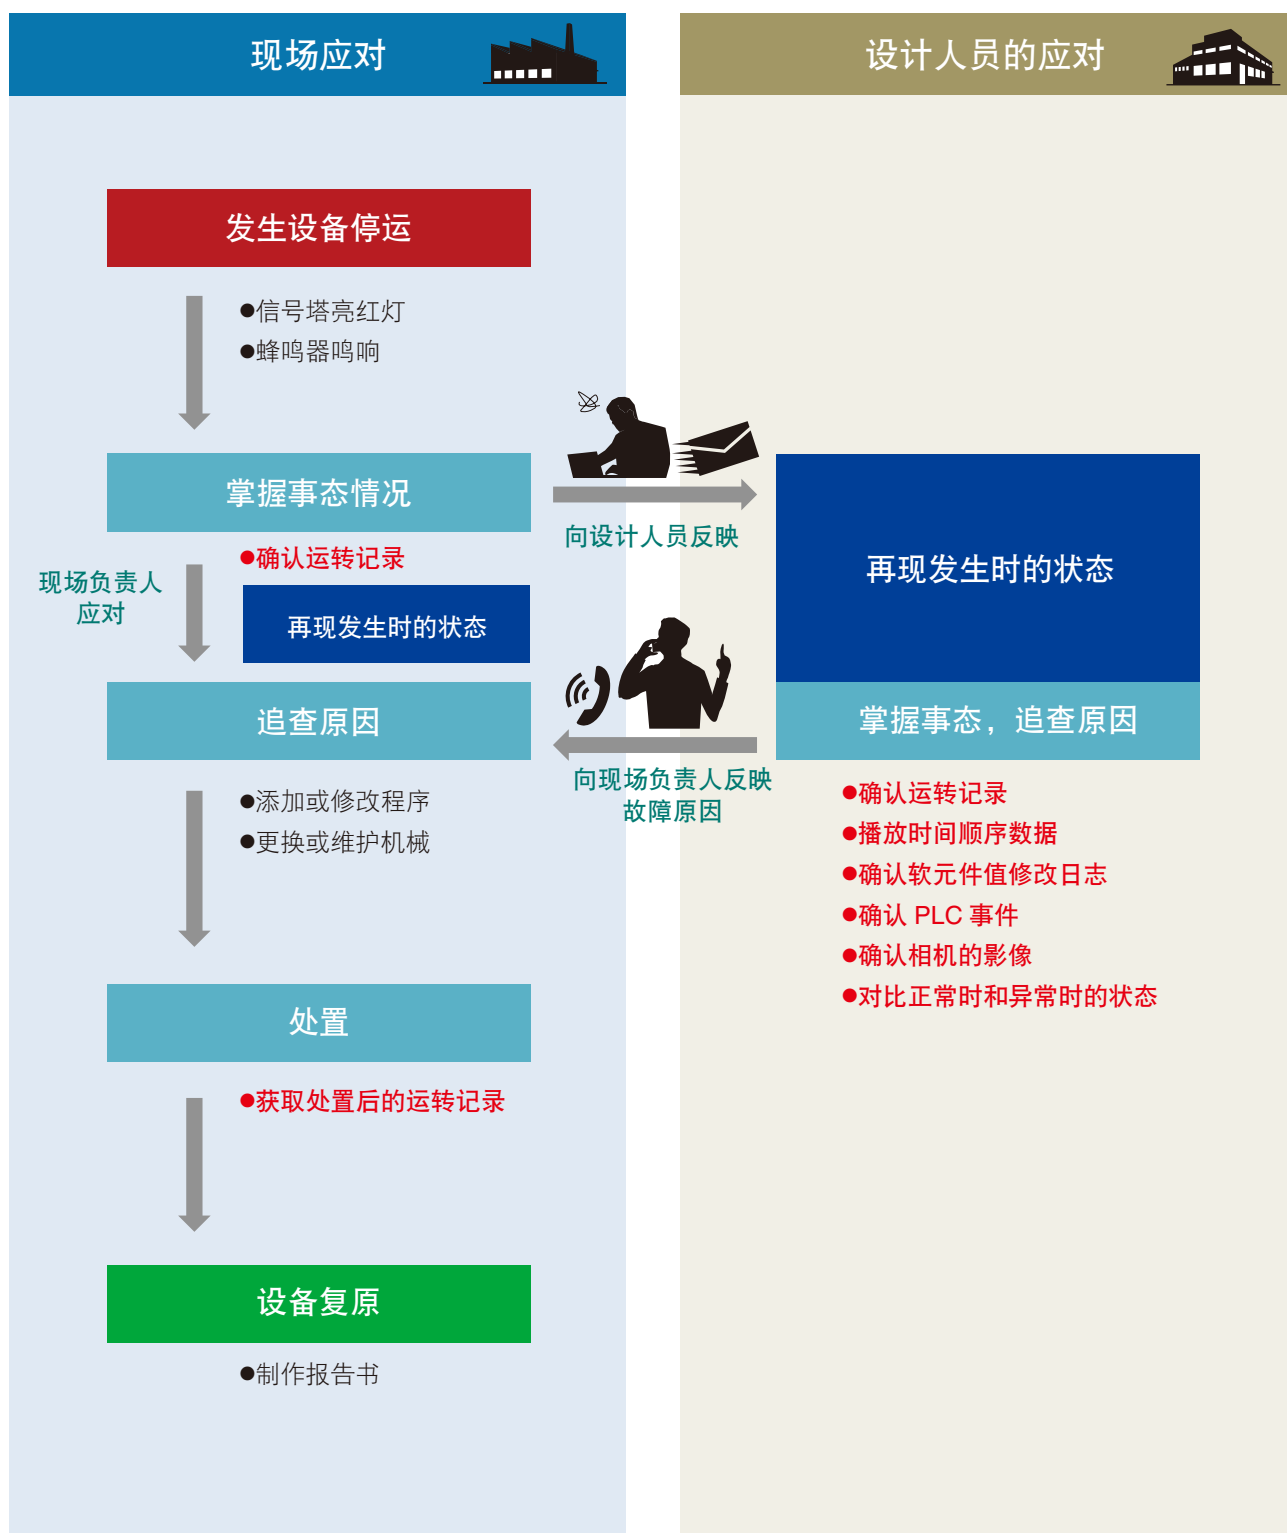 现场应对
设计人员的应对
发生设备停运
●信号塔亮红灯
●蜂鸣器鸣响
掌握事态情况
向设计人员反映
●确认运转记录
现场负责人
应对
再现发生时的状态
再现发生时的状态
追查原因
掌握事态，追查原因
向现场负责人反映
故障原因
●添加或修改程序
●更换或维护机械
●确认运转记录
●播放时间顺序数据
●确认软元件值修改日志
●确认 PLC 事件
●确认相机的影像
●对比正常时和异常时的状态
处置
●获取处置后的运转记录
设备复原
●制作报告书